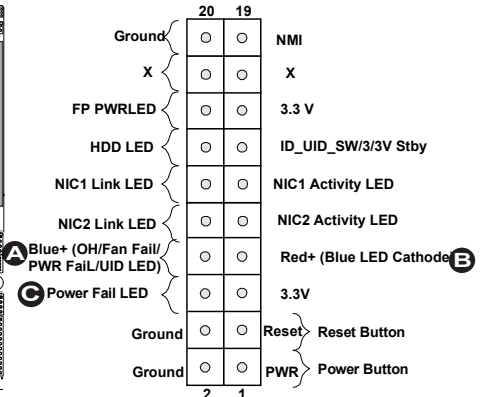 20 19
Ground NMI
X X
FP PWRLED 3.3 V
HDD LED ID_UID_SW/3/3V Stby
NIC1 Link LED NIC1 Activity LED
NIC2 Link LED NIC2 Activity LED
A Blue+ (OH/Fan Fail/
PWR FaiL/UID LED)
Red+ (Blue LED Cathode B
C Power Fail LED 3.3V
Ground Reset Reset Button
Ground PWR Power Button
2 1